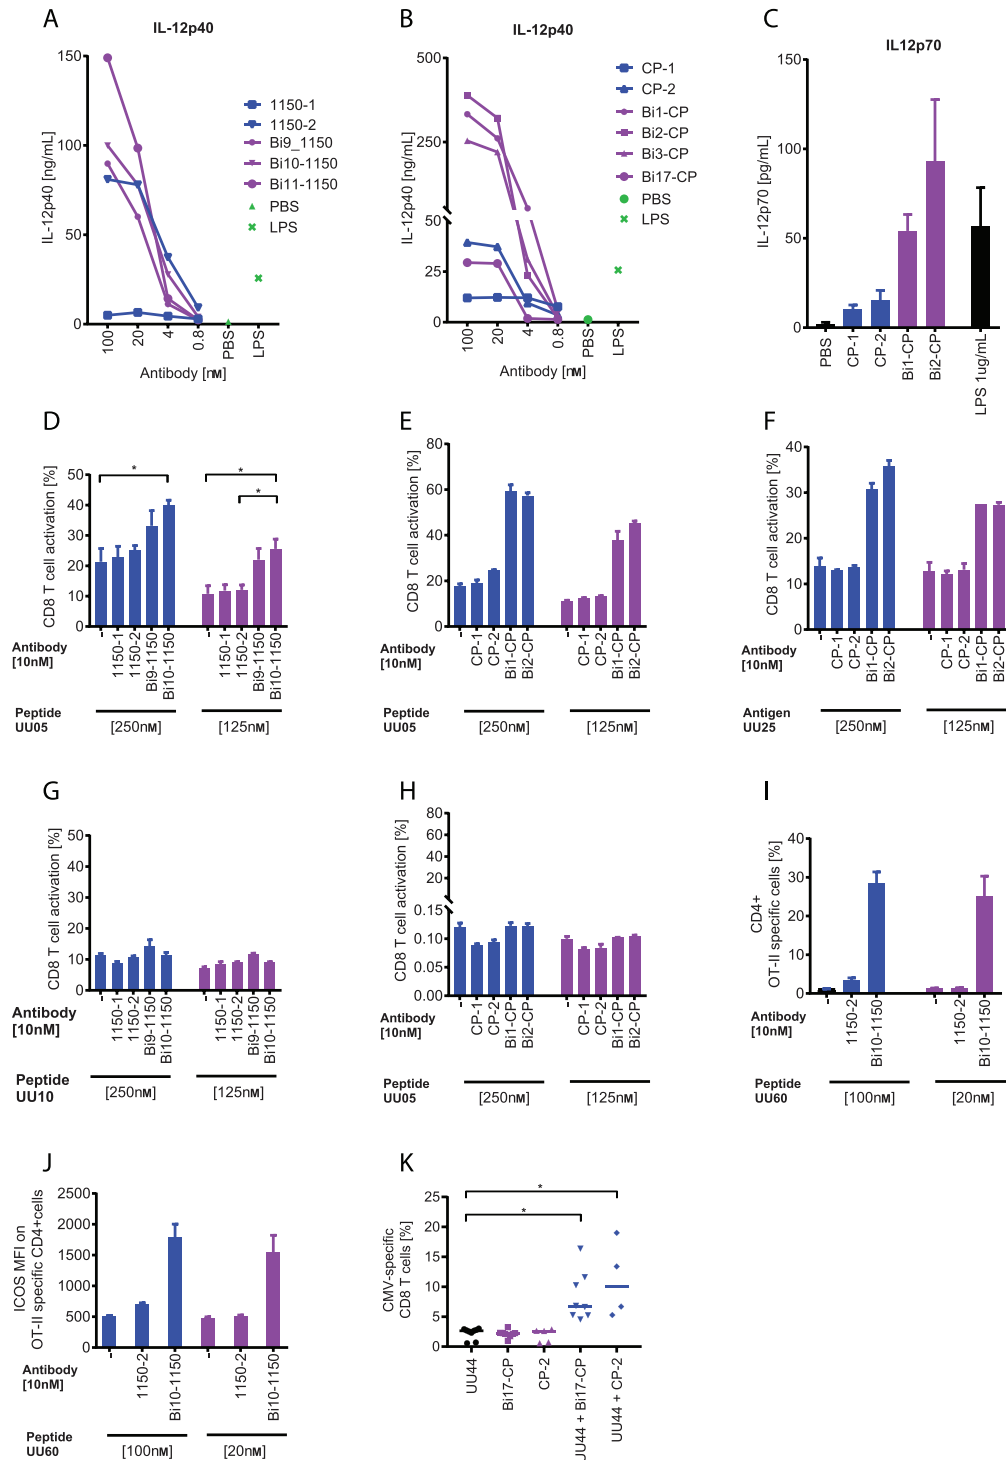 A
IL-12p40
IL-12p40 [ng/mL]
150
100
50
0
100
20
4
0.8
PBS
LPS
Antibody [nM]
1150-1
1150-2
Bi9_1150
Bi10-1150
Bi11-1150
PBS
LPS
B
IL-12p40
IL-12p40 [ng/mL]
500
250
50
25
0
100
20
4
0.8
PBS
LPS
Antibody [nM]
CP-1
CP-2
Bi1-CP
Bi2-CP
Bi3-CP
Bi17-CP
PBS
LPS
C
IL12p70
IL-12p70 [pg/mL]
150
100
50
0
PBS
CP-1
CP-2
Bi1-CP
Bi2-CP
LPS 1ug/mL
D
CD8 T cell activation [%]
50
40
30
20
10
0
*
*
*
Antibody
[10nM]
-
1150-1
1150-2
Bi9-1150
Bi10-1150
-
1150-1
1150-2
Bi9-1150
Bi10-1150
Peptide
UU05
[250nM]
[125nM]
E
CD8 T cell activation [%]
80
60
40
20
0
Antibody
[10nM]
-
CP-1
CP-2
Bi1-CP
Bi2-CP
-
CP-1
CP-2
Bi1-CP
Bi2-CP
Peptide
UU05
[250nM]
[125nM]
F
CD8 T cell activation [%]
40
30
20
10
0
Antibody
[10nM]
-
CP-1
CP-2
Bi1-CP
Bi2-CP
-
CP-1
CP-2
Bi1-CP
Bi2-CP
Antigen
UU25
[250nM]
[125nM]
G
CD8 T cell activation [%]
50
40
30
20
10
0
Antibody
[10nM]
-
1150-1
1150-2
Bi9-1150
Bi10-1150
-
1150-1
1150-2
Bi9-1150
Bi10-1150
Peptide
UU10
[250nM]
[125nM]
H
CD8 T cell activation [%]
80
60
40
20
0.15
0.10
0.05
0.00
Antibody
[10nM]
-
CP-1
CP-2
Bi1-CP
Bi2-CP
-
CP-1
CP-2
Bi1-CP
Bi2-CP
Peptide
UU05
[250nM]
[125nM]
I
CD4+
OT-II specific cells [%]
40
30
20
10
0
Antibody
[10nM]
-
1150-2
Bi10-1150
-
1150-2
Bi10-1150
Peptide
UU60
[100nM]
[20nM]
J
ICOS MFI on
OT-II specific CD4+cells
2500
2000
1500
1000
500
0
Antibody
[10nM]
-
1150-2
Bi10-1150
-
1150-2
Bi10-1150
Peptide
UU60
[100nM]
[20nM]
K
CMV-specific
CD8 T cells [%]
25
20
15
10
5
0
*
*
UU44
Bi17-CP
CP-2
UU44 + Bi17-CP
UU44 + CP-2